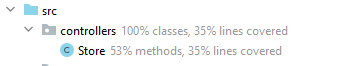 src
controllers 100% classes, 35% lines covered
C Store 53% methods, 35% lines covered